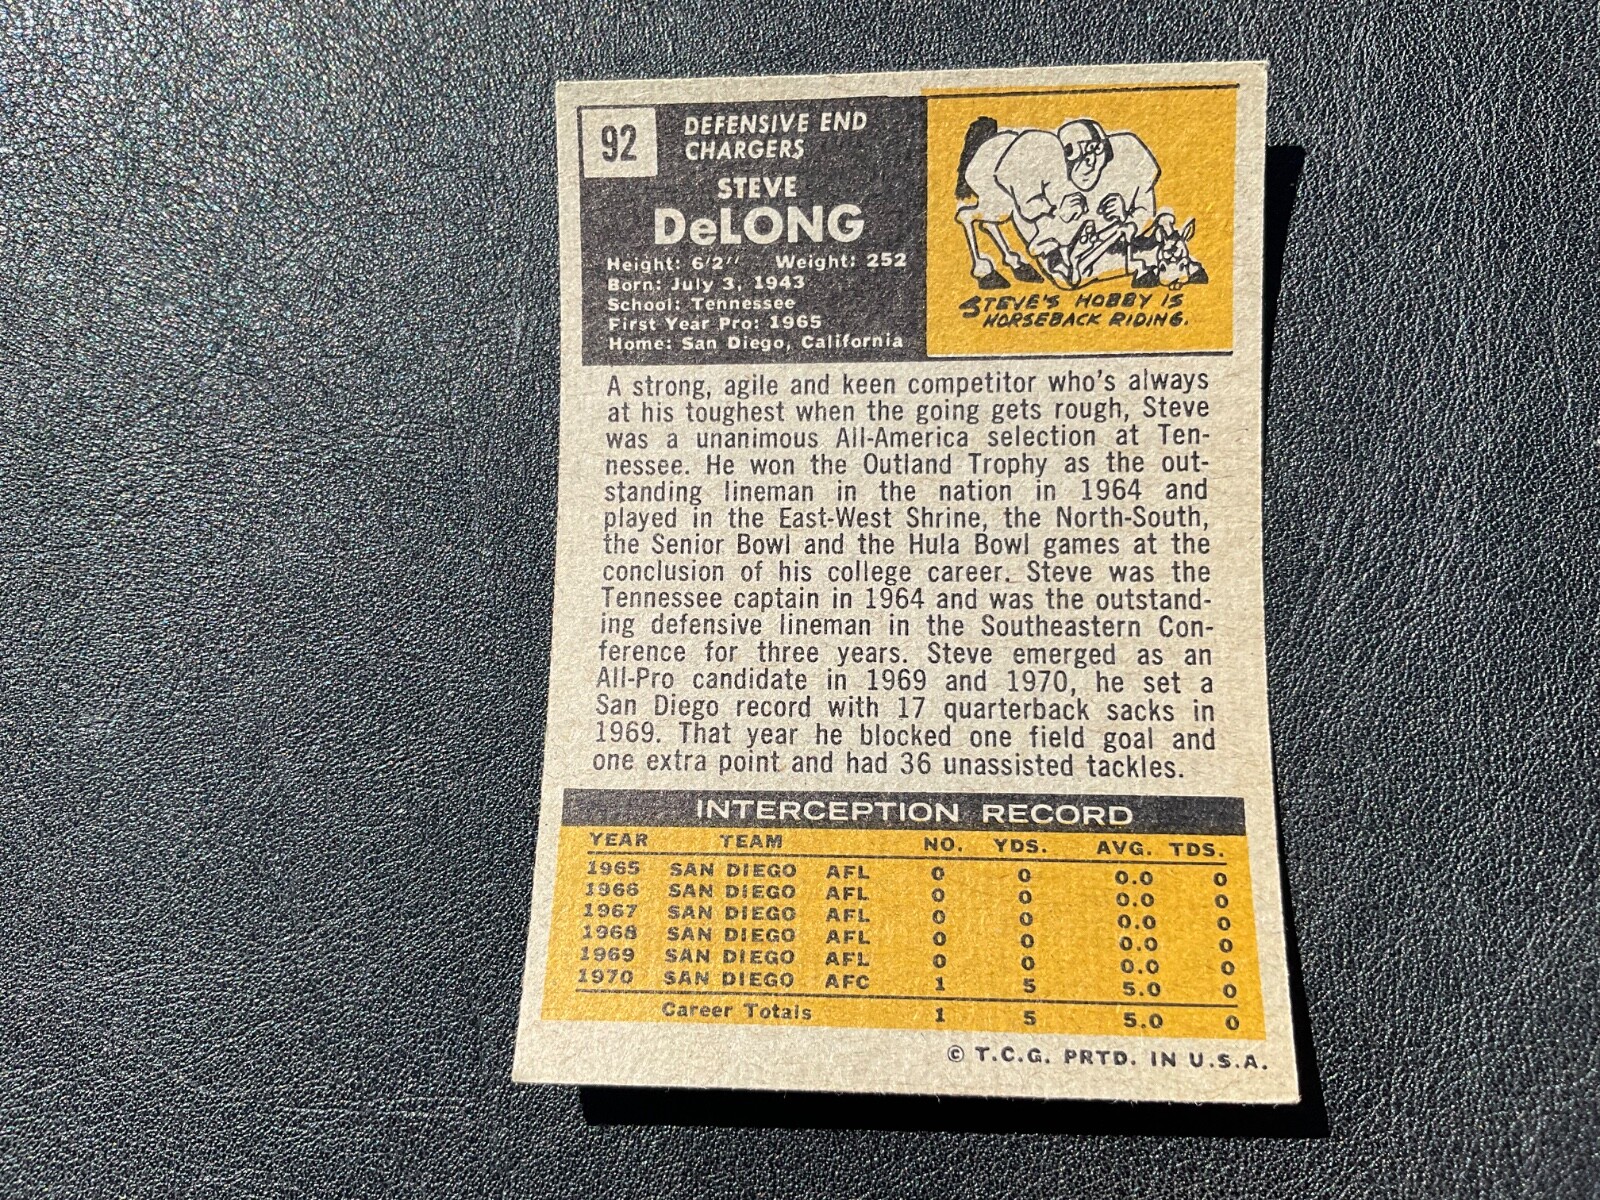 92
DEFENSIVE END
CHARGERS
STEVE
DeLONG
Height: 6'2" Weight: 252
Born: July 3, 1943
School: Tennessee
First Year Pro: 1965
Home: San Diego, California
STEVE'S HOBBY IS
HORSEBACK RIDING.
A strong, agile and keen competitor who's always
at his toughest when the going gets rough, Steve
was a unanimous All-America selection at Ten-
nessee. He won the Outland Trophy as the out-
standing lineman in the nation in 1964 and
played in the East-West Shrine, the North-South,
the Senior Bowl and the Hula Bowl games at the
conclusion of his college career. Steve was the
Tennessee captain in 1964 and was the outstand-
ing defensive lineman in the Southeastern Con-
ference for three years. Steve emerged as an
All-Pro candidate in 1969 and 1970, he set a
San Diego record with 17 quarterback sacks in
1969. That year he blocked one field goal and
one extra point and had 36 unassisted tackles.
INTERCEPTION RECORD
YEAR TEAM NO. YDS. AVG. TDS.
1965 SAN DIEGO AFL 0 0 0.0 0
1966 SAN DIEGO AFL 0 0 0.0 0
1967 SAN DIEGO AFL 0 0 0.0 0
1968 SAN DIEGO AFL 0 0 0.0 0
1969 SAN DIEGO AFL 0 0 0.0 0
1970 SAN DIEGO AFC 1 5 5.0 0
Career Totals 1 5 5.0 0
© T.C.G. PRTD. IN U.S.A.